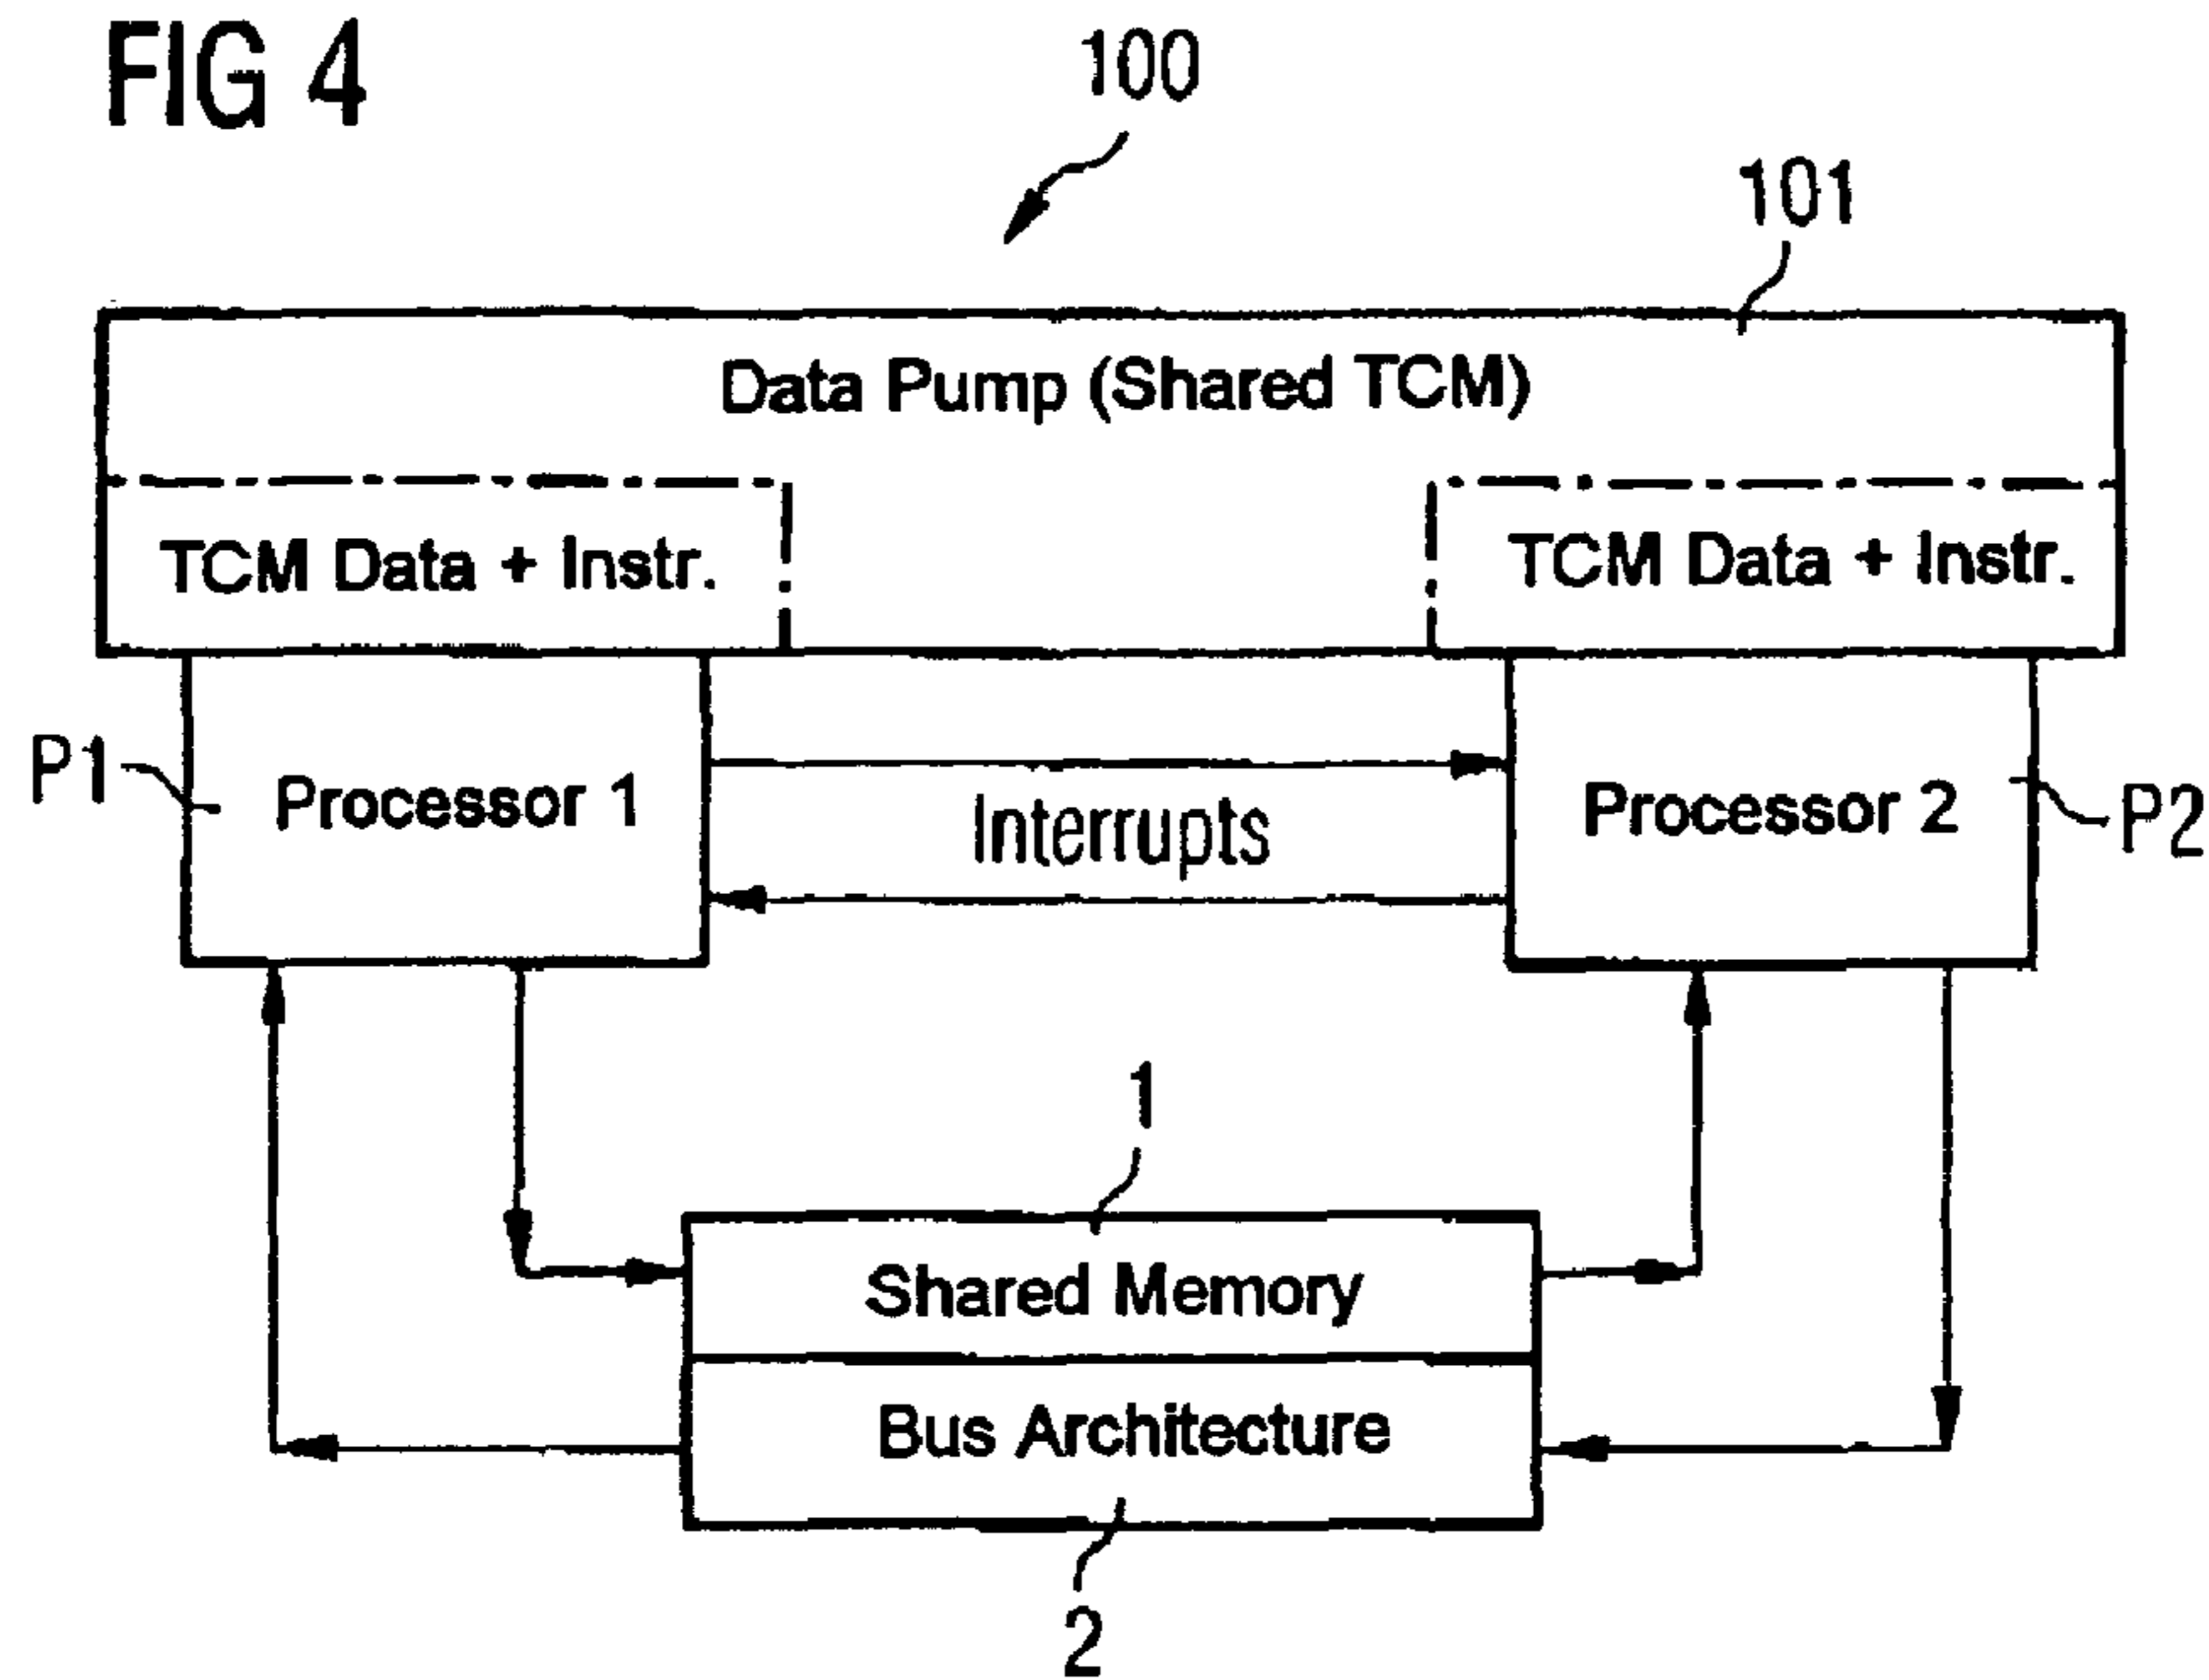 FIG 4
100
101
Data Pump (Shared TCM)
TCM Data + Instr.
TCM Data + Instr.
P1
Processor 1
Interrupts
Processor 2
P2
1
Shared Memory
Bus Architecture
2